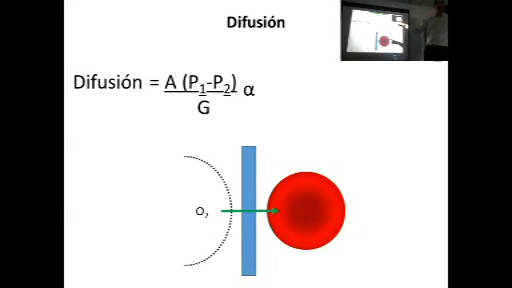 Difusión
Difusión = A (P₁-P₂) α
G
O₂